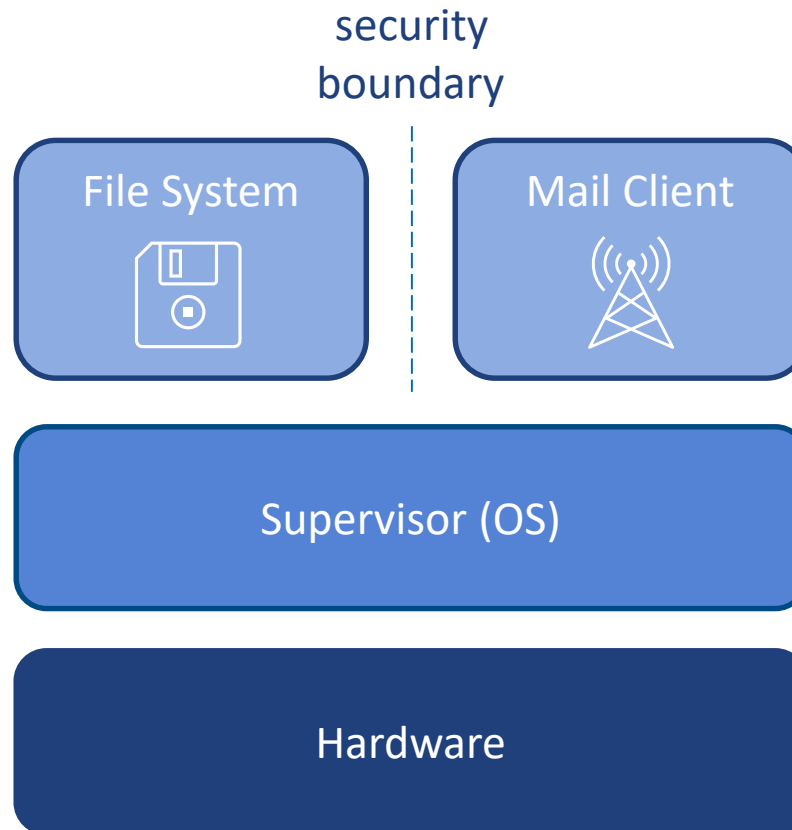 security
boundary
File System
Mail Client
Supervisor (OS)
Hardware